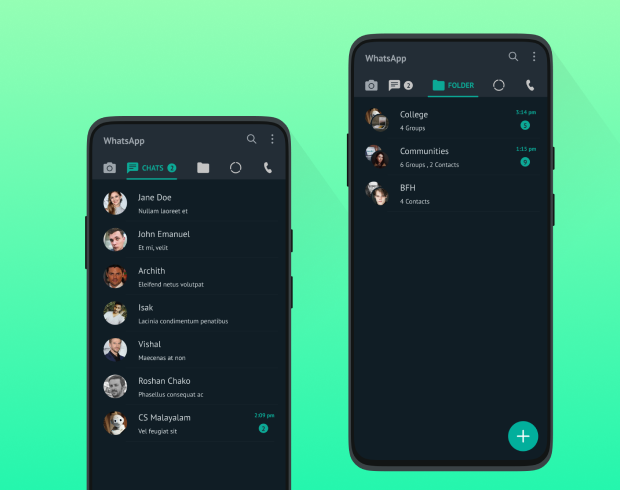 WhatsApp
CHATS 2
Jane Doe
Nullam laoreet et
John Emanuel
Et mi, velit
Archith
Eleifend netus volutpat
Isak
Lacinia condimentum penatibus
Vishal
Maecenas at non
Roshan Chako
Phasellus consequat ac
CS Malayalam 2:09 pm
Vel feugiat sit 2
WhatsApp
2 FOLDER
College 3:14 pm
4 Groups 5
Communities 1:13 pm
6 Groups , 2 Contacts 9
BFH
4 Contacts